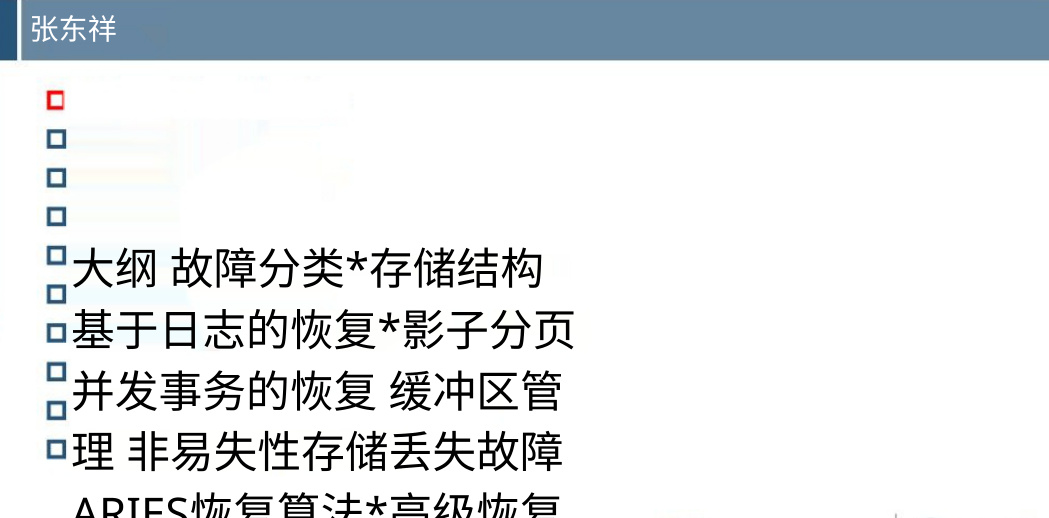 张东祥
大纲 故障分类*存储结构
基于日志的恢复*影子分页
并发事务的恢复 缓冲区管
理 非易失性存储丢失故障
ARIES恢复算法*高级恢复